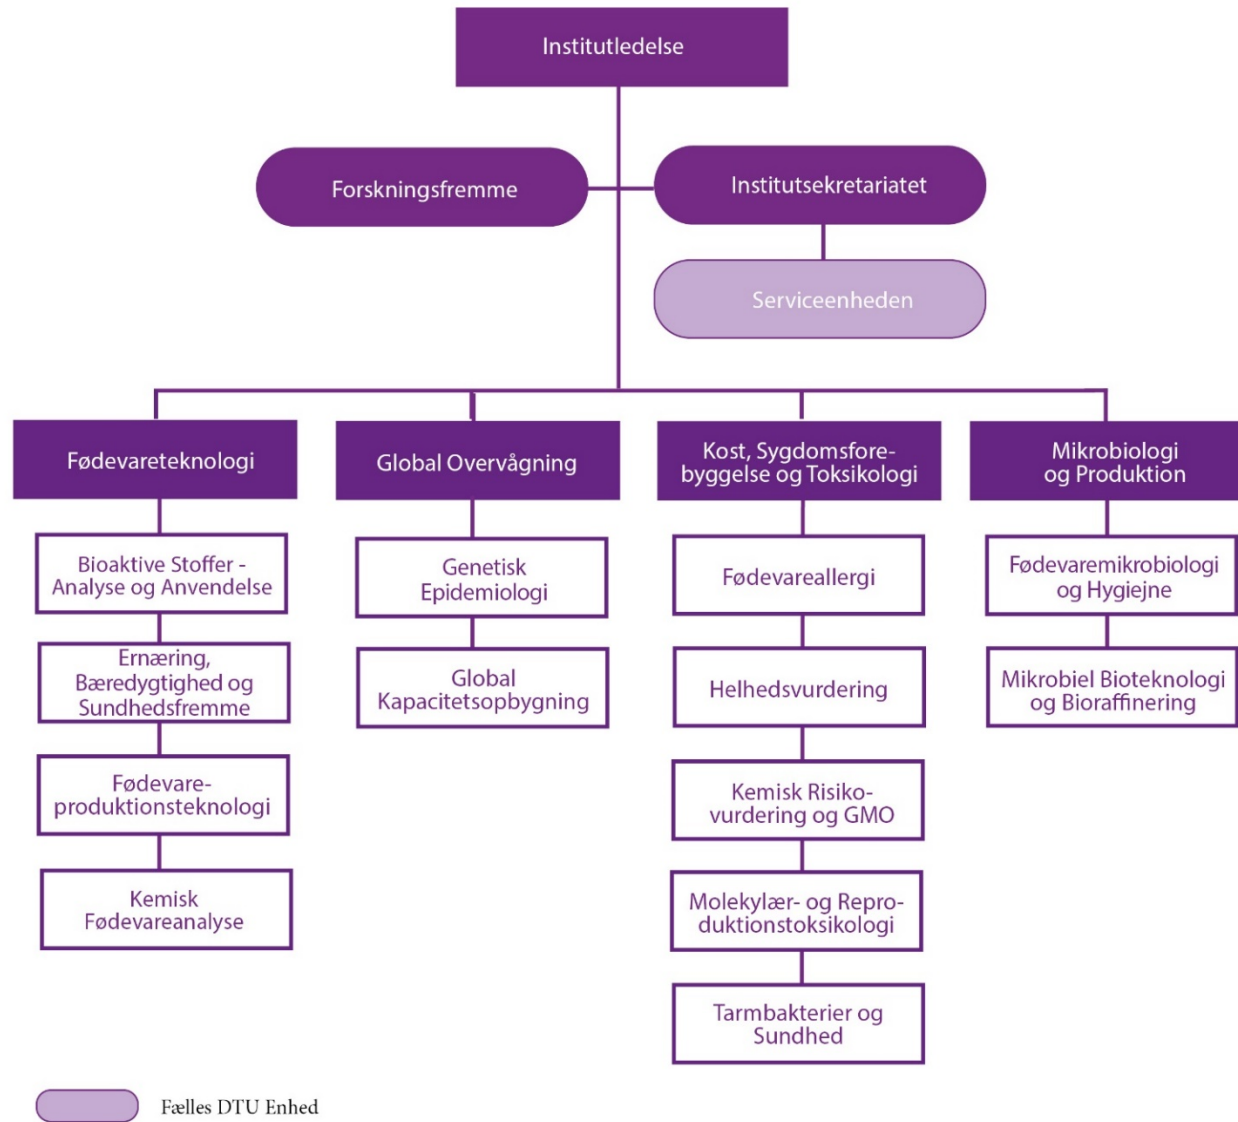 Institutledelse
Forskningsfremme
Institutsekretariatet
Serviceenheden
Fødevareteknologi
Bioaktive Stoffer -
Analyse og Anvendelse
Ernæring,
Bæredygtighed og
Sundhedsfremme
Fødevare-
produktionsteknologi
Kemisk
Fødevareanalyse
Global Overvågning
Genetisk
Epidemiologi
Global
Kapacitetsopbygning
Kost, Sygdomsfore-
byggelse og Toksikologi
Fødevareallergi
Helhedsvurdering
Kemisk Risiko-
vurdering og GMO
Molekylær- og Repro-
duktionstoksikologi
Tarmbakterier og
Sundhed
Mikrobiologi
og Produktion
Fødevaremikrobiologi
og Hygiejne
Mikrobiel Bioteknologi
og Bioraffinering
Fælles DTU Enhed